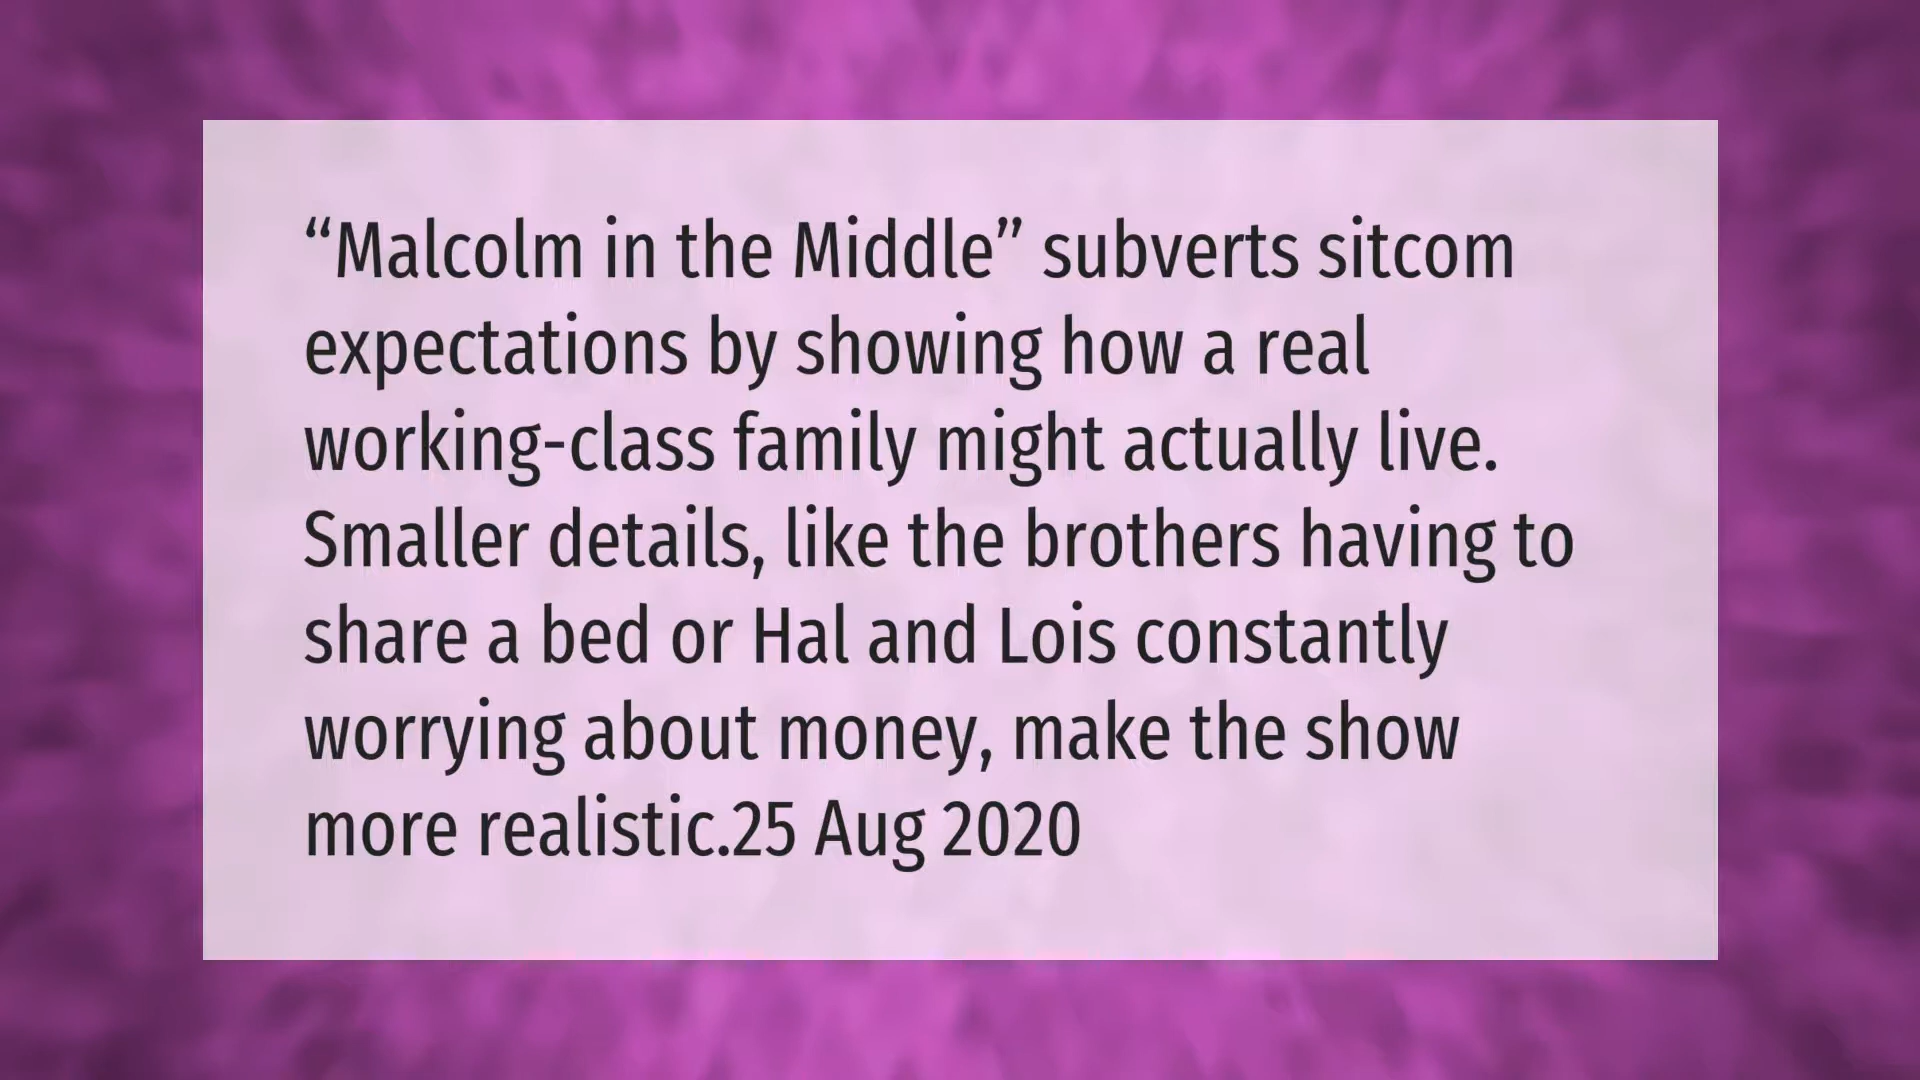 “Malcolm in the Middle” subverts sitcom
expectations by showing how a real
working-class family might actually live.
Smaller details, like the brothers having to
share a bed or Hal and Lois constantly
worrying about money, make the show
more realistic.25 Aug 2020